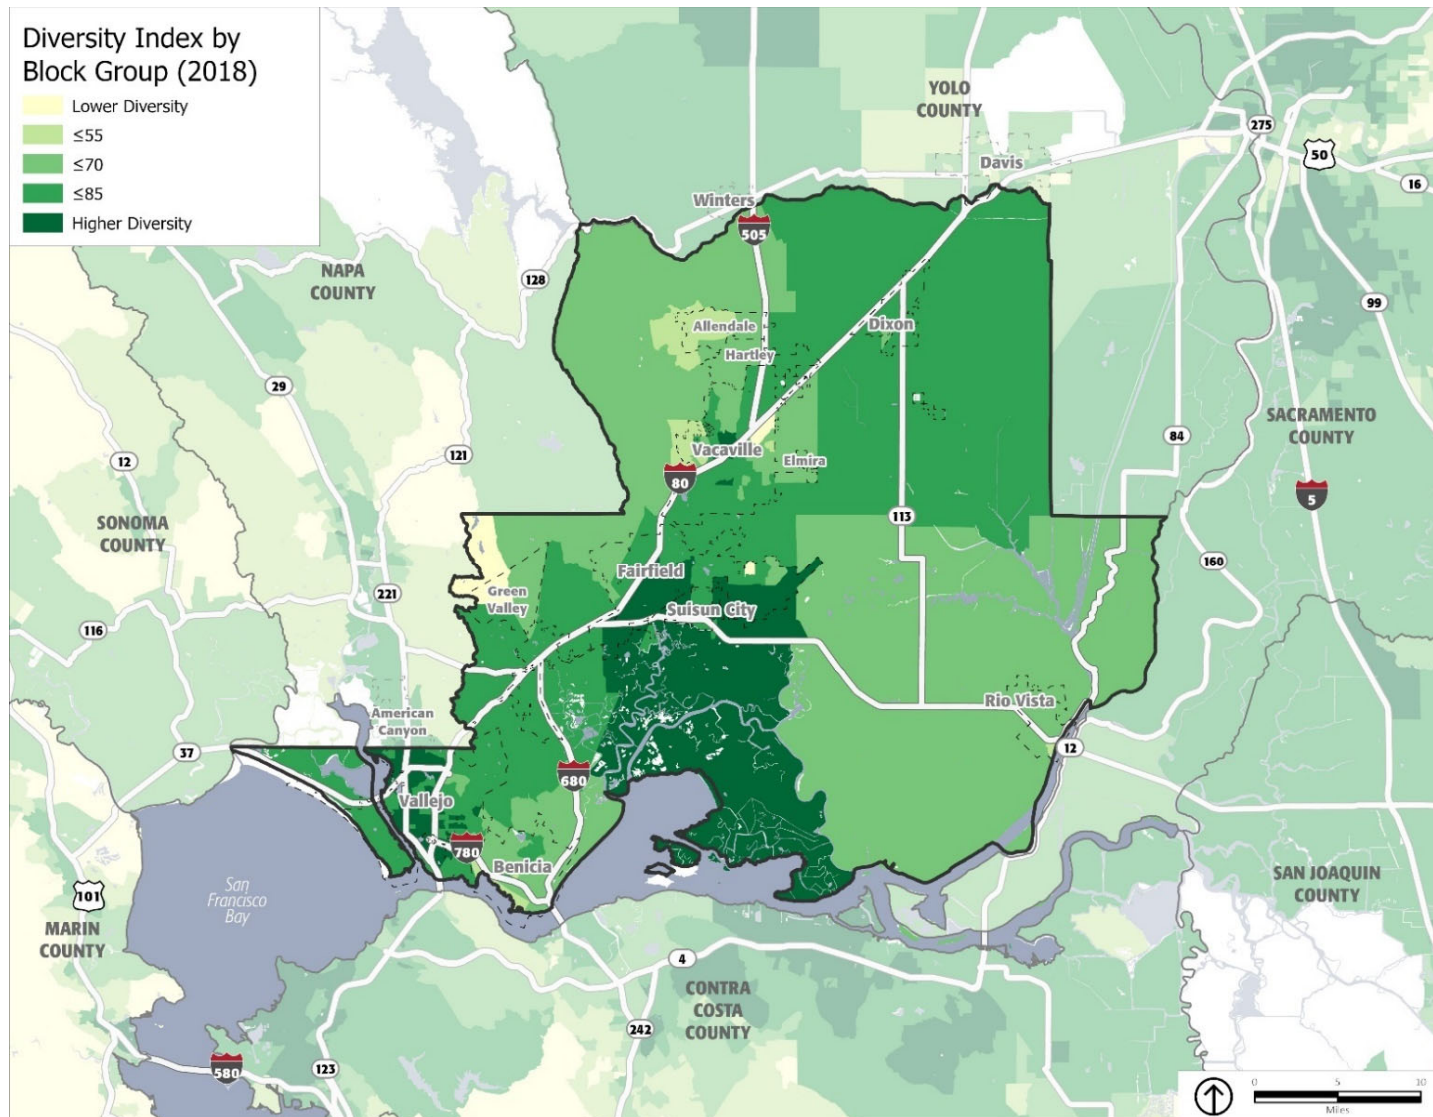 Diversity Index by
Block Group (2018)
Lower Diversity
≤55
≤70
≤85
Higher Diversity
YOLO
COUNTY
275
50
Davis
16
Winters
505
NAPA
COUNTY
128
99
Allendale
Dixon
Hartley
29
SACRAMENTO
COUNTY
84
121
12
Vacaville
Elmira
80
5
113
SONOMA
COUNTY
160
Fairfield
Green
Valley
221
Suisun City
116
Rio Vista
American
Canyon
37
12
680
Vallejo
780
Benicia
San
Francisco
Bay
101
MARIN
COUNTY
SAN JOAQUIN
COUNTY
4
CONTRA
COSTA
COUNTY
242
580
123
0 5 10
Miles